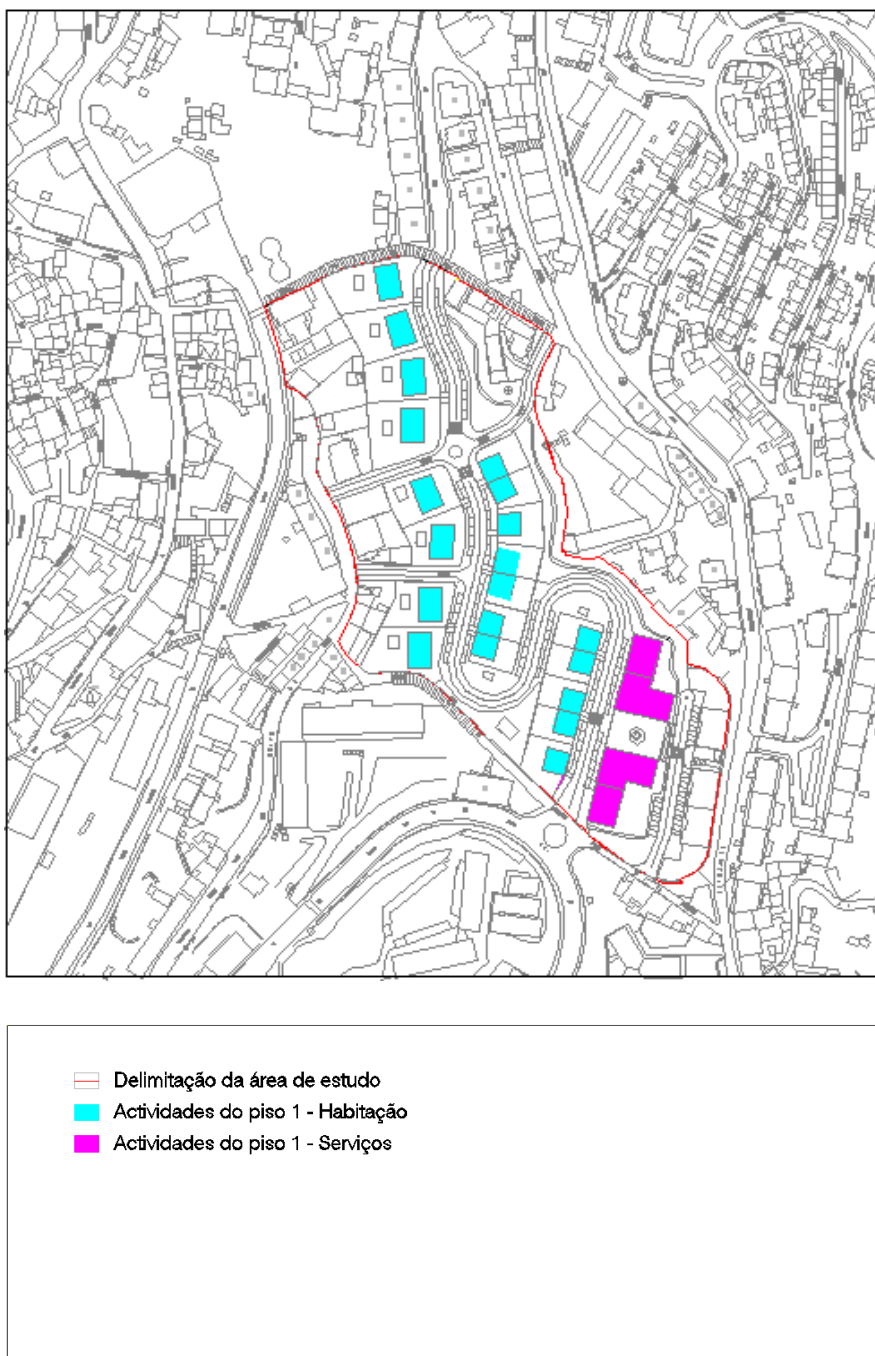 Delimitação da área de estudo
Actividades do piso 1 - Habitação
Actividades do piso 1 - Serviços